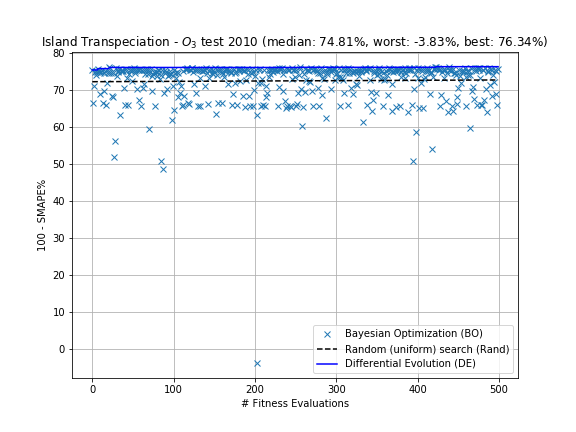 Island Transpeciation - O₃ test 2010 (median: 74.81%, worst: -3.83%, best: 76.34%)
100 - SMAPE%
80
70
60
50
40
30
20
10
0
Bayesian Optimization (BO)
Random (uniform) search (Rand)
Differential Evolution (DE)
0 100 200 300 400 500
# Fitness Evaluations